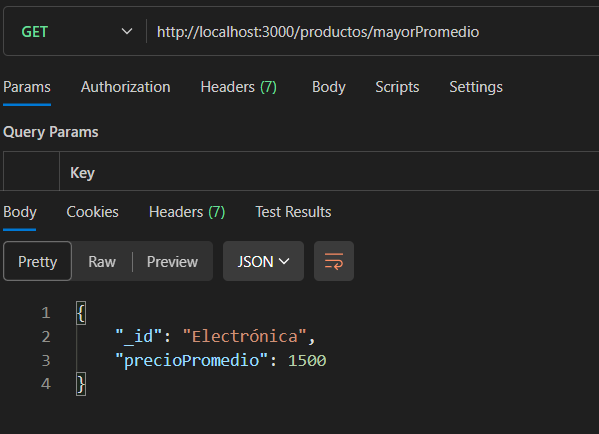 GET http://localhost:3000/productos/mayorPromedio
Params Authorization Headers (7) Body Scripts Settings
Query Params
Key
Body Cookies Headers (7) Test Results
Pretty Raw Preview JSON
1 {
2 "_id": "Electrónica",
3 "precioPromedio": 1500
4 }